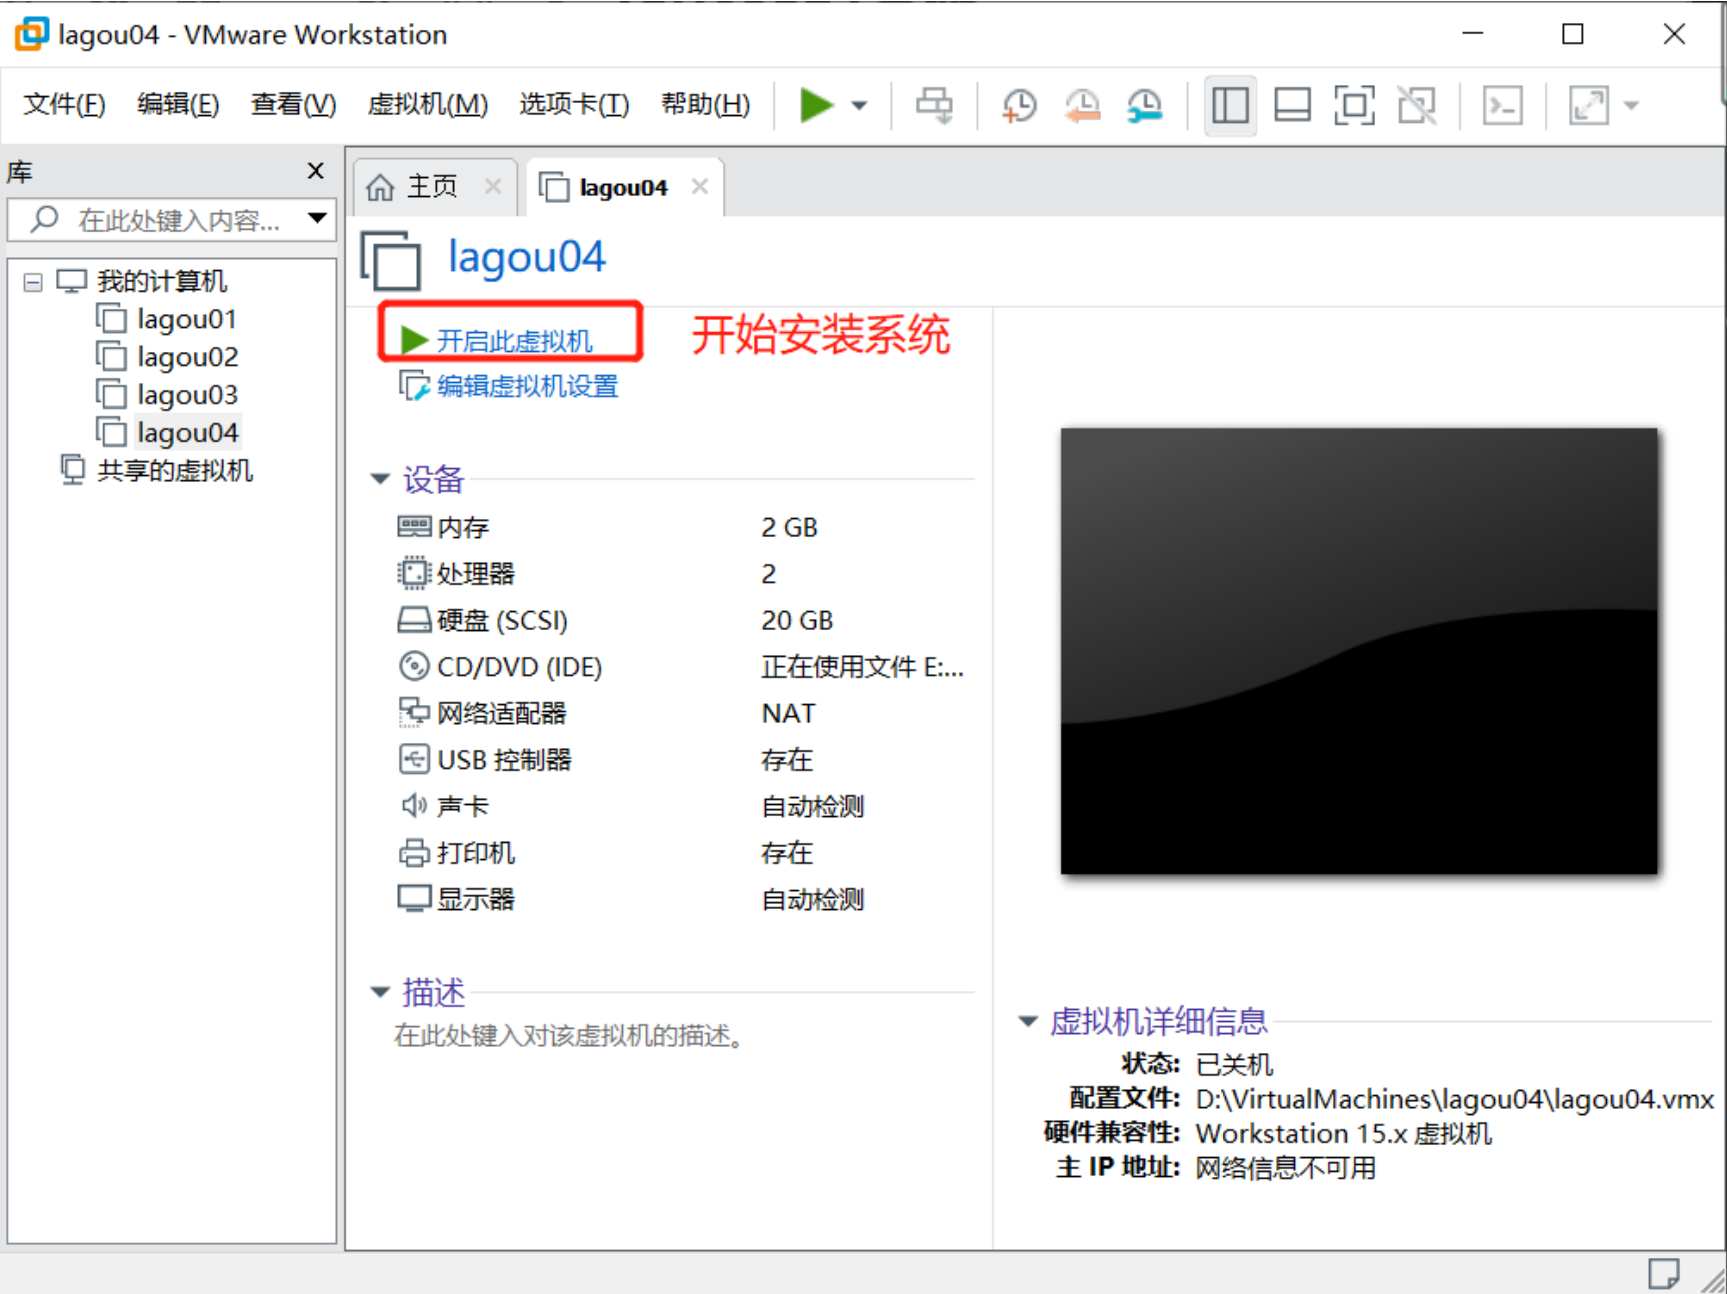 lagou04 - VMware Workstation
文件(F) 编辑(E) 查看(V) 虚拟机(M) 选项卡(T) 帮助(H)
库
在此处键入内容...
我的计算机
lagou01
lagou02
lagou03
lagou04
共享的虚拟机
主页
lagou04
lagou04
开启此虚拟机
开始安装系统
编辑虚拟机设置
设备
内存 2 GB
处理器 2
硬盘 (SCSI) 20 GB
CD/DVD (IDE) 正在使用文件 E:...
网络适配器 NAT
USB 控制器 存在
声卡 自动检测
打印机 存在
显示器 自动检测
描述
在此处键入对该虚拟机的描述。
虚拟机详细信息
状态: 已关机
配置文件: D:\VirtualMachines\lagou04\lagou04.vmx
硬件兼容性: Workstation 15.x 虚拟机
主 IP 地址: 网络信息不可用